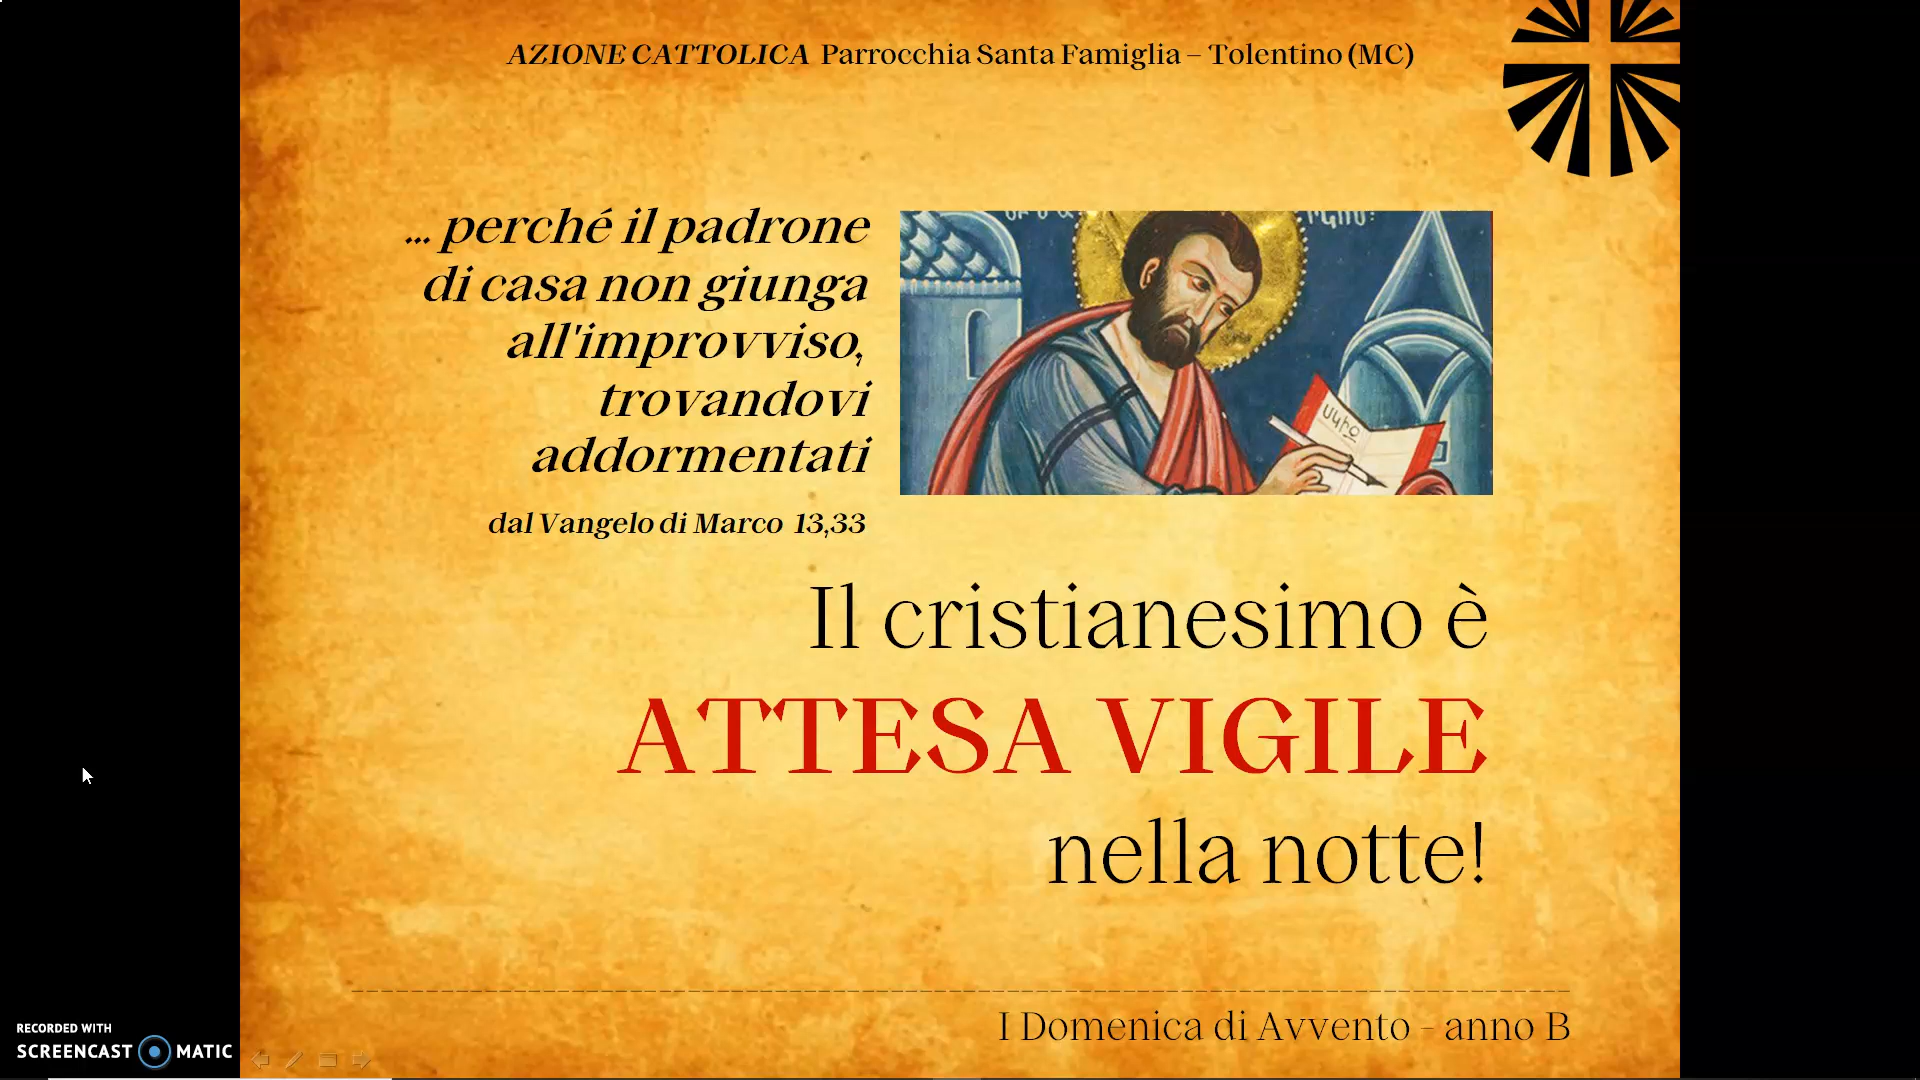 AZIONE CATTOLICA Parrocchia Santa Famiglia – Tolentino (MC)
... perché il padrone
di casa non giunga
all'improvviso,
trovandovi
addormentati
dal Vangelo di Marco 13,33
ՍԿԻԶ
Il cristianesimo è
ATTESA VIGILE
nella notte!
I Domenica di Avvento - anno B
RECORDED WITH
SCREENCAST MATIC